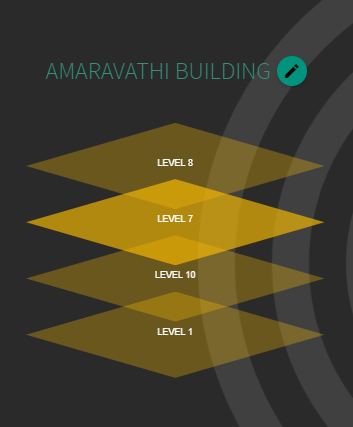 AMARAVATHI BUILDING
LEVEL 8
LEVEL 7
LEVEL 10
LEVEL 1